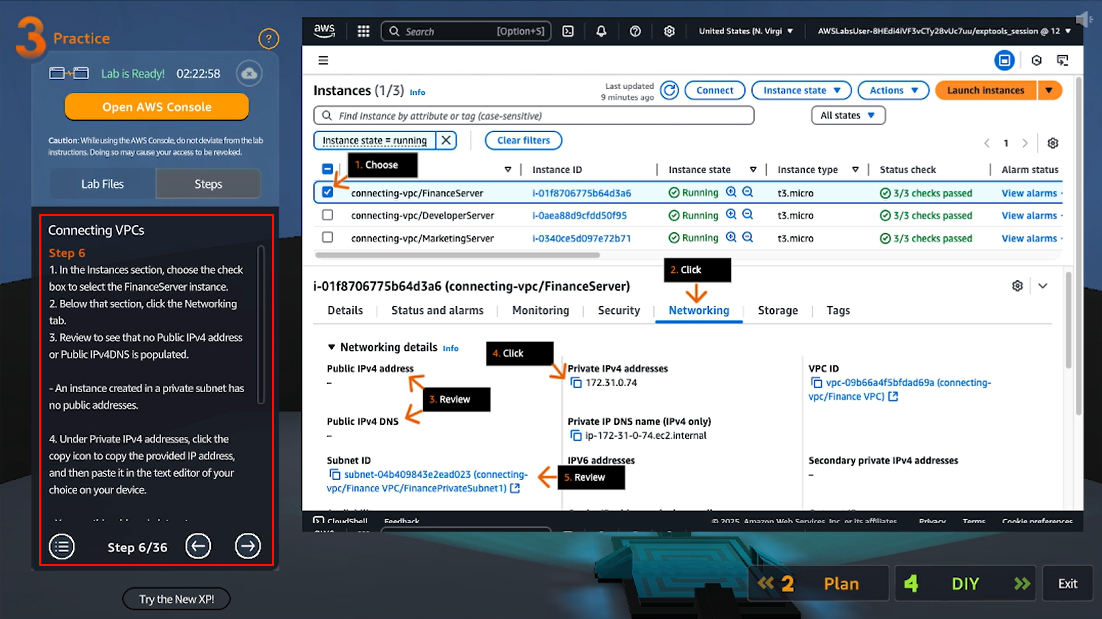 3 Practice
?
Lab is Ready! 02:22:58
Open AWS Console
Caution: While using the AWS Console, do not deviate from the lab
instructions. Doing so may cause your access to be revoked.
Lab Files
Steps
Connecting VPCs
Step 6
1. In the Instances section, choose the check
box to select the FinanceServer instance.
2. Below that section, click the Networking
tab.
3. Review to see that no Public IPv4 address
or Public IPv4DNS is populated.
- An instance created in a private subnet has
no public addresses.
4. Under Private IPv4 addresses, click the
copy icon to copy the provided IP address,
and then paste it in the text editor of your
choice on your device.
Step 6/36
Try the New XP!
aws
Search
[Option+S]
United States (N. Virgi
AWSLabsUser-8HEdi4iVF3vCTy28vUc7uu/exptools_session @ 12
Instances (1/3) Info
Last updated
9 minutes ago
Connect
Instance state
Actions
Launch instances
Find Instance by attribute or tag (case-sensitive)
All states
Instance state = running
Clear filters
1
1. Choose
Instance ID
Instance state
Instance type
Status check
Alarm status
connecting-vpc/FinanceServer i-01f8706775b64d3a6 Running t3.micro 3/3 checks passed View alarms
connecting-vpc/DeveloperServer i-0aea88d9cfdd50f95 Running t3.micro 3/3 checks passed View alarms
connecting-vpc/MarketingServer i-0340ce5d097e72b71 Running t3.micro 3/3 checks passed View alarms
2. Click
i-01f8706775b64d3a6 (connecting-vpc/FinanceServer)
Details
Status and alarms
Monitoring
Security
Networking
Storage
Tags
Networking details Info
4. Click
Public IPv4 address
–
3. Review
Public IPv4 DNS
–
Subnet ID
subnet-04b409843e2ead023 (connecting-
vpc/Finance VPC/FinancePrivateSubnet1)
5. Review
Private IPv4 addresses
172.31.0.74
Private IP DNS name (IPv4 only)
ip-172-31-0-74.ec2.internal
IPV6 addresses
VPC ID
vpc-09b66a4f5bfdad69a (connecting-
vpc/Finance VPC)
Secondary private IPv4 addresses
–
CloudShell
Feedback
© 2025, Amazon Web Services, Inc. or its affiliates.
Privacy
Terms
Cookie preferences
2 Plan
4 DIY
Exit